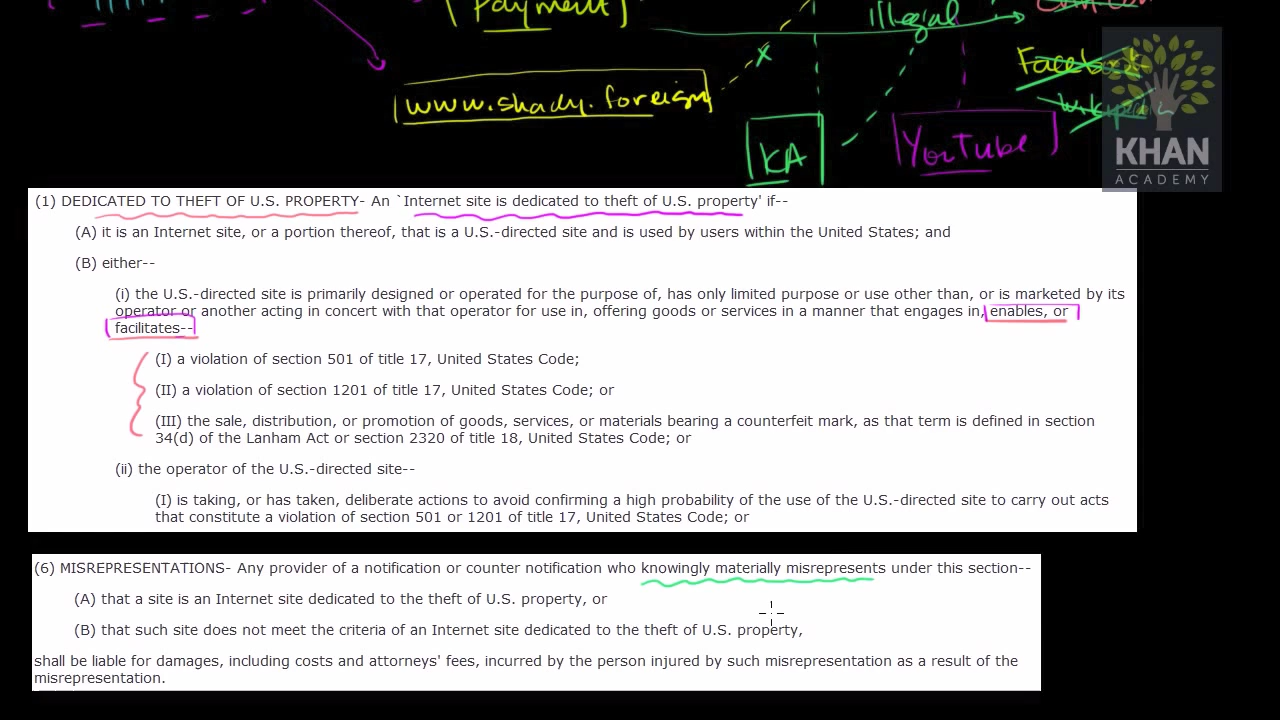 [Payment]
Illegal
Facebook
www.shady.foreign
Wikipedia
KA
YouTube
KHAN
ACADEMY
(1) DEDICATED TO THEFT OF U.S. PROPERTY- An `Internet site is dedicated to theft of U.S. property' if--
(A) it is an Internet site, or a portion thereof, that is a U.S.-directed site and is used by users within the United States; and
(B) either--
(i) the U.S.-directed site is primarily designed or operated for the purpose of, has only limited purpose or use other than, or is marketed by its
operator or another acting in concert with that operator for use in, offering goods or services in a manner that engages in, enables, or
facilitates--
(I) a violation of section 501 of title 17, United States Code;
(II) a violation of section 1201 of title 17, United States Code; or
(III) the sale, distribution, or promotion of goods, services, or materials bearing a counterfeit mark, as that term is defined in section
34(d) of the Lanham Act or section 2320 of title 18, United States Code; or
(ii) the operator of the U.S.-directed site--
(I) is taking, or has taken, deliberate actions to avoid confirming a high probability of the use of the U.S.-directed site to carry out acts
that constitute a violation of section 501 or 1201 of title 17, United States Code; or
(6) MISREPRESENTATIONS- Any provider of a notification or counter notification who knowingly materially misrepresents under this section--
(A) that a site is an Internet site dedicated to the theft of U.S. property, or
(B) that such site does not meet the criteria of an Internet site dedicated to the theft of U.S. property,
shall be liable for damages, including costs and attorneys' fees, incurred by the person injured by such misrepresentation as a result of the
misrepresentation.